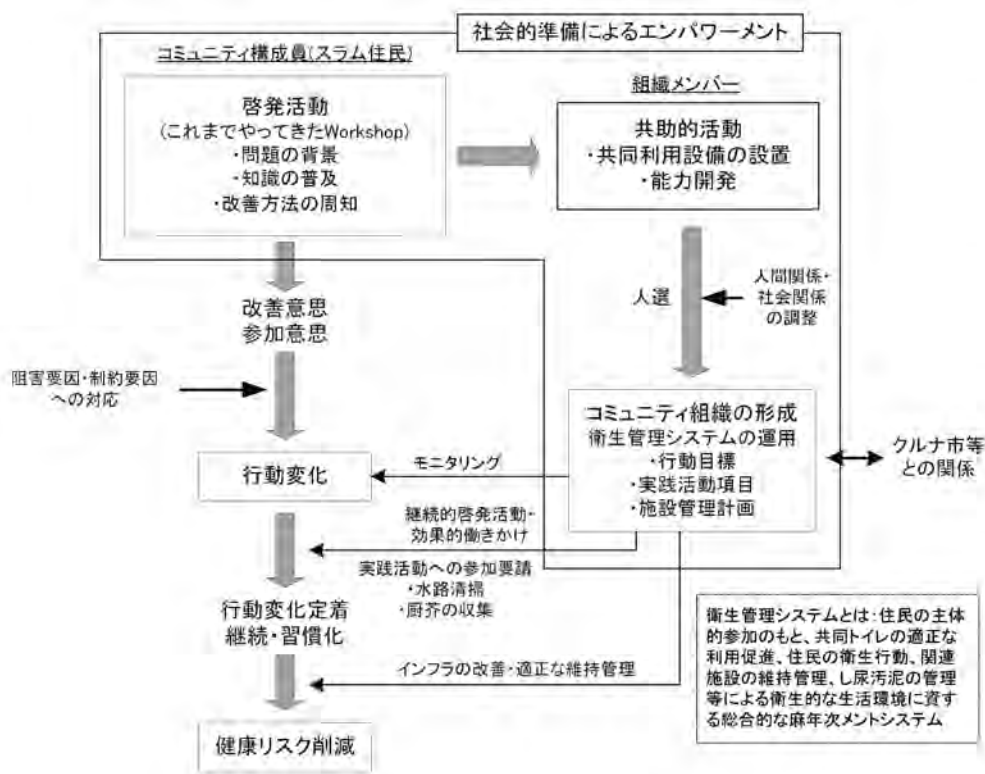 社会的準備によるエンパワーメント
コミュニティ構成員(スラム住民)
啓発活動
(これまでやってきたWorkshop)
・問題の背景
・知識の普及
・改善方法の周知
組織メンバー
共助的活動
・共同利用設備の設置
・能力開発
人選
人間関係・
社会関係
の調整
改善意思
参加意思
阻害要因・制約要因
への対応
コミュニティ組織の形成
衛生管理システムの運用
・行動目標
・実践活動項目
・施設管理計画
クルナ市等
との関係
行動変化
モニタリング
継続的啓発活動・
効果的働きかけ
実践活動への参加要請
・水路清掃
・厨芥の収集
行動変化定着
継続・習慣化
インフラの改善・適正な維持管理
健康リスク削減
衛生管理システムとは：住民の主体
的参加のもと、共同トイレの適正な
利用促進、住民の衛生行動、関連
施設の維持管理、し尿汚泥の管理
等による衛生的な生活環境に資す
る総合的な麻年次メントシステム